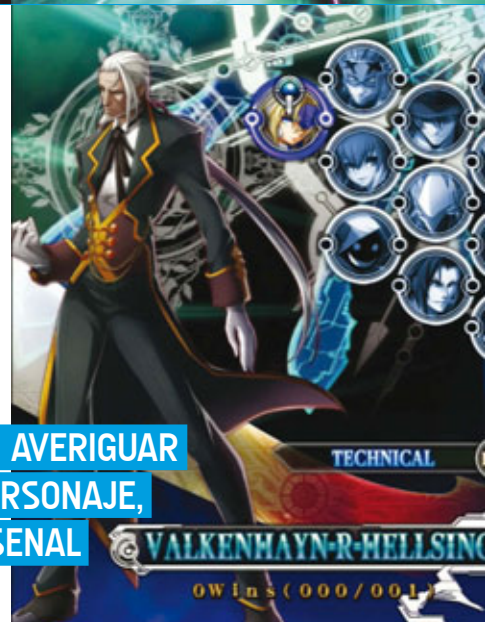 AVERIGUAR
RSONAJE,
SENAL
TECHNICAL
VALKENHAYN=R=HELLSING
0Wins(000/001)